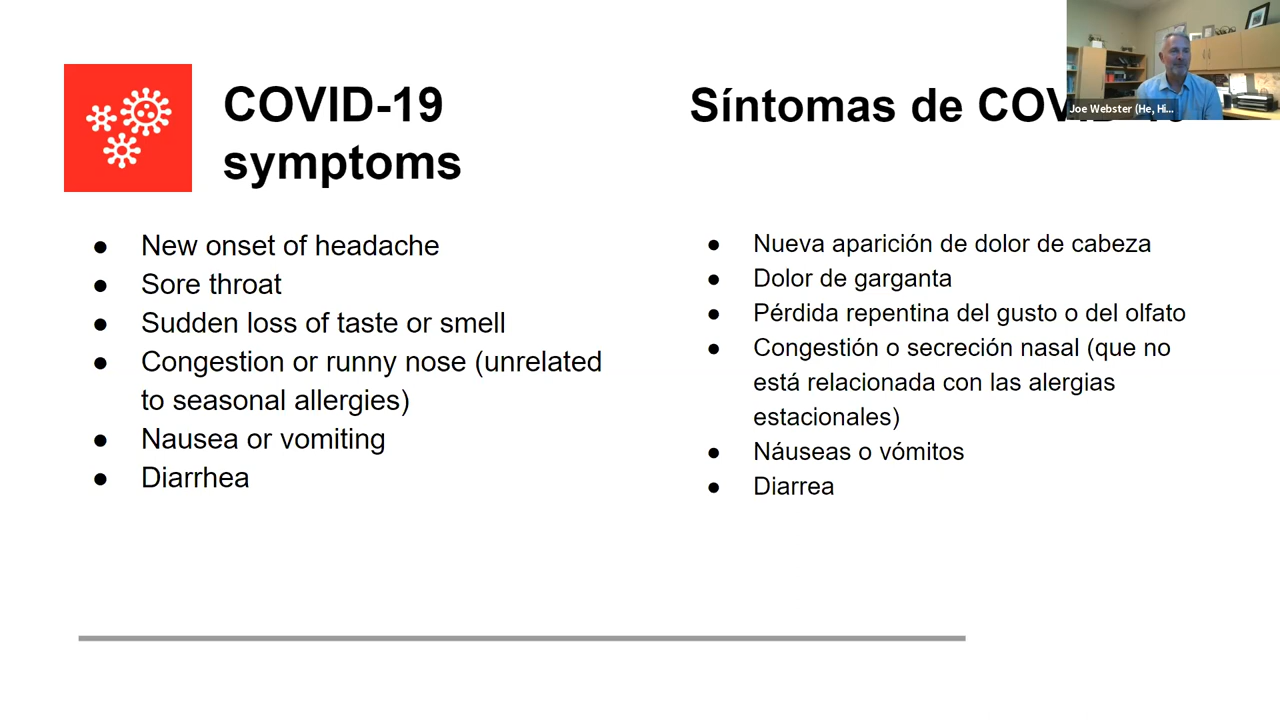 COVID-19
symptoms
● New onset of headache
● Sore throat
● Sudden loss of taste or smell
● Congestion or runny nose (unrelated
to seasonal allergies)
● Nausea or vomiting
● Diarrhea
Síntomas de
● Nueva aparición de dolor de cabeza
● Dolor de garganta
● Pérdida repentina del gusto o del olfato
● Congestión o secreción nasal (que no
está relacionada con las alergias
estacionales)
● Náuseas o vómitos
● Diarrea
Joe Webster (He, Hi...